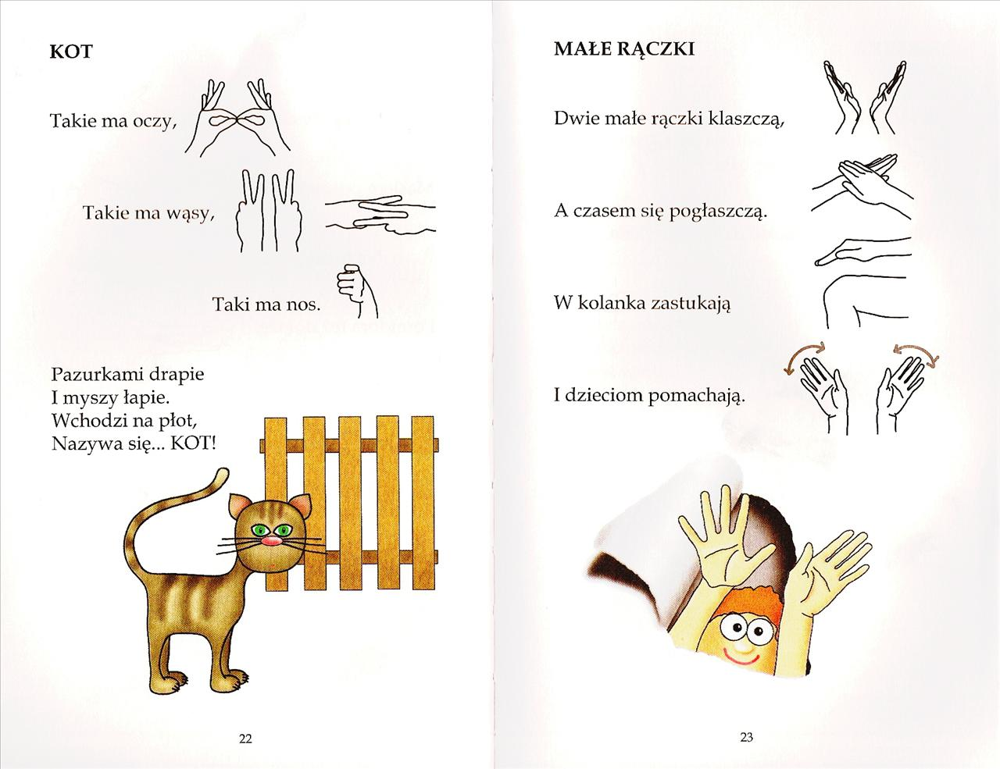 KOT
Takie ma oczy,
Takie ma wąsy,
Taki ma nos.
Pazurkami drapie
I myszy łapie.
Wchodzi na płot,
Nazywa się... KOT!
22
MAŁE RĄCZKI
Dwie małe rączki klaszczą,
A czasem się pogłaszczą.
W kolanka zastukają
I dzieciom pomachają.
23